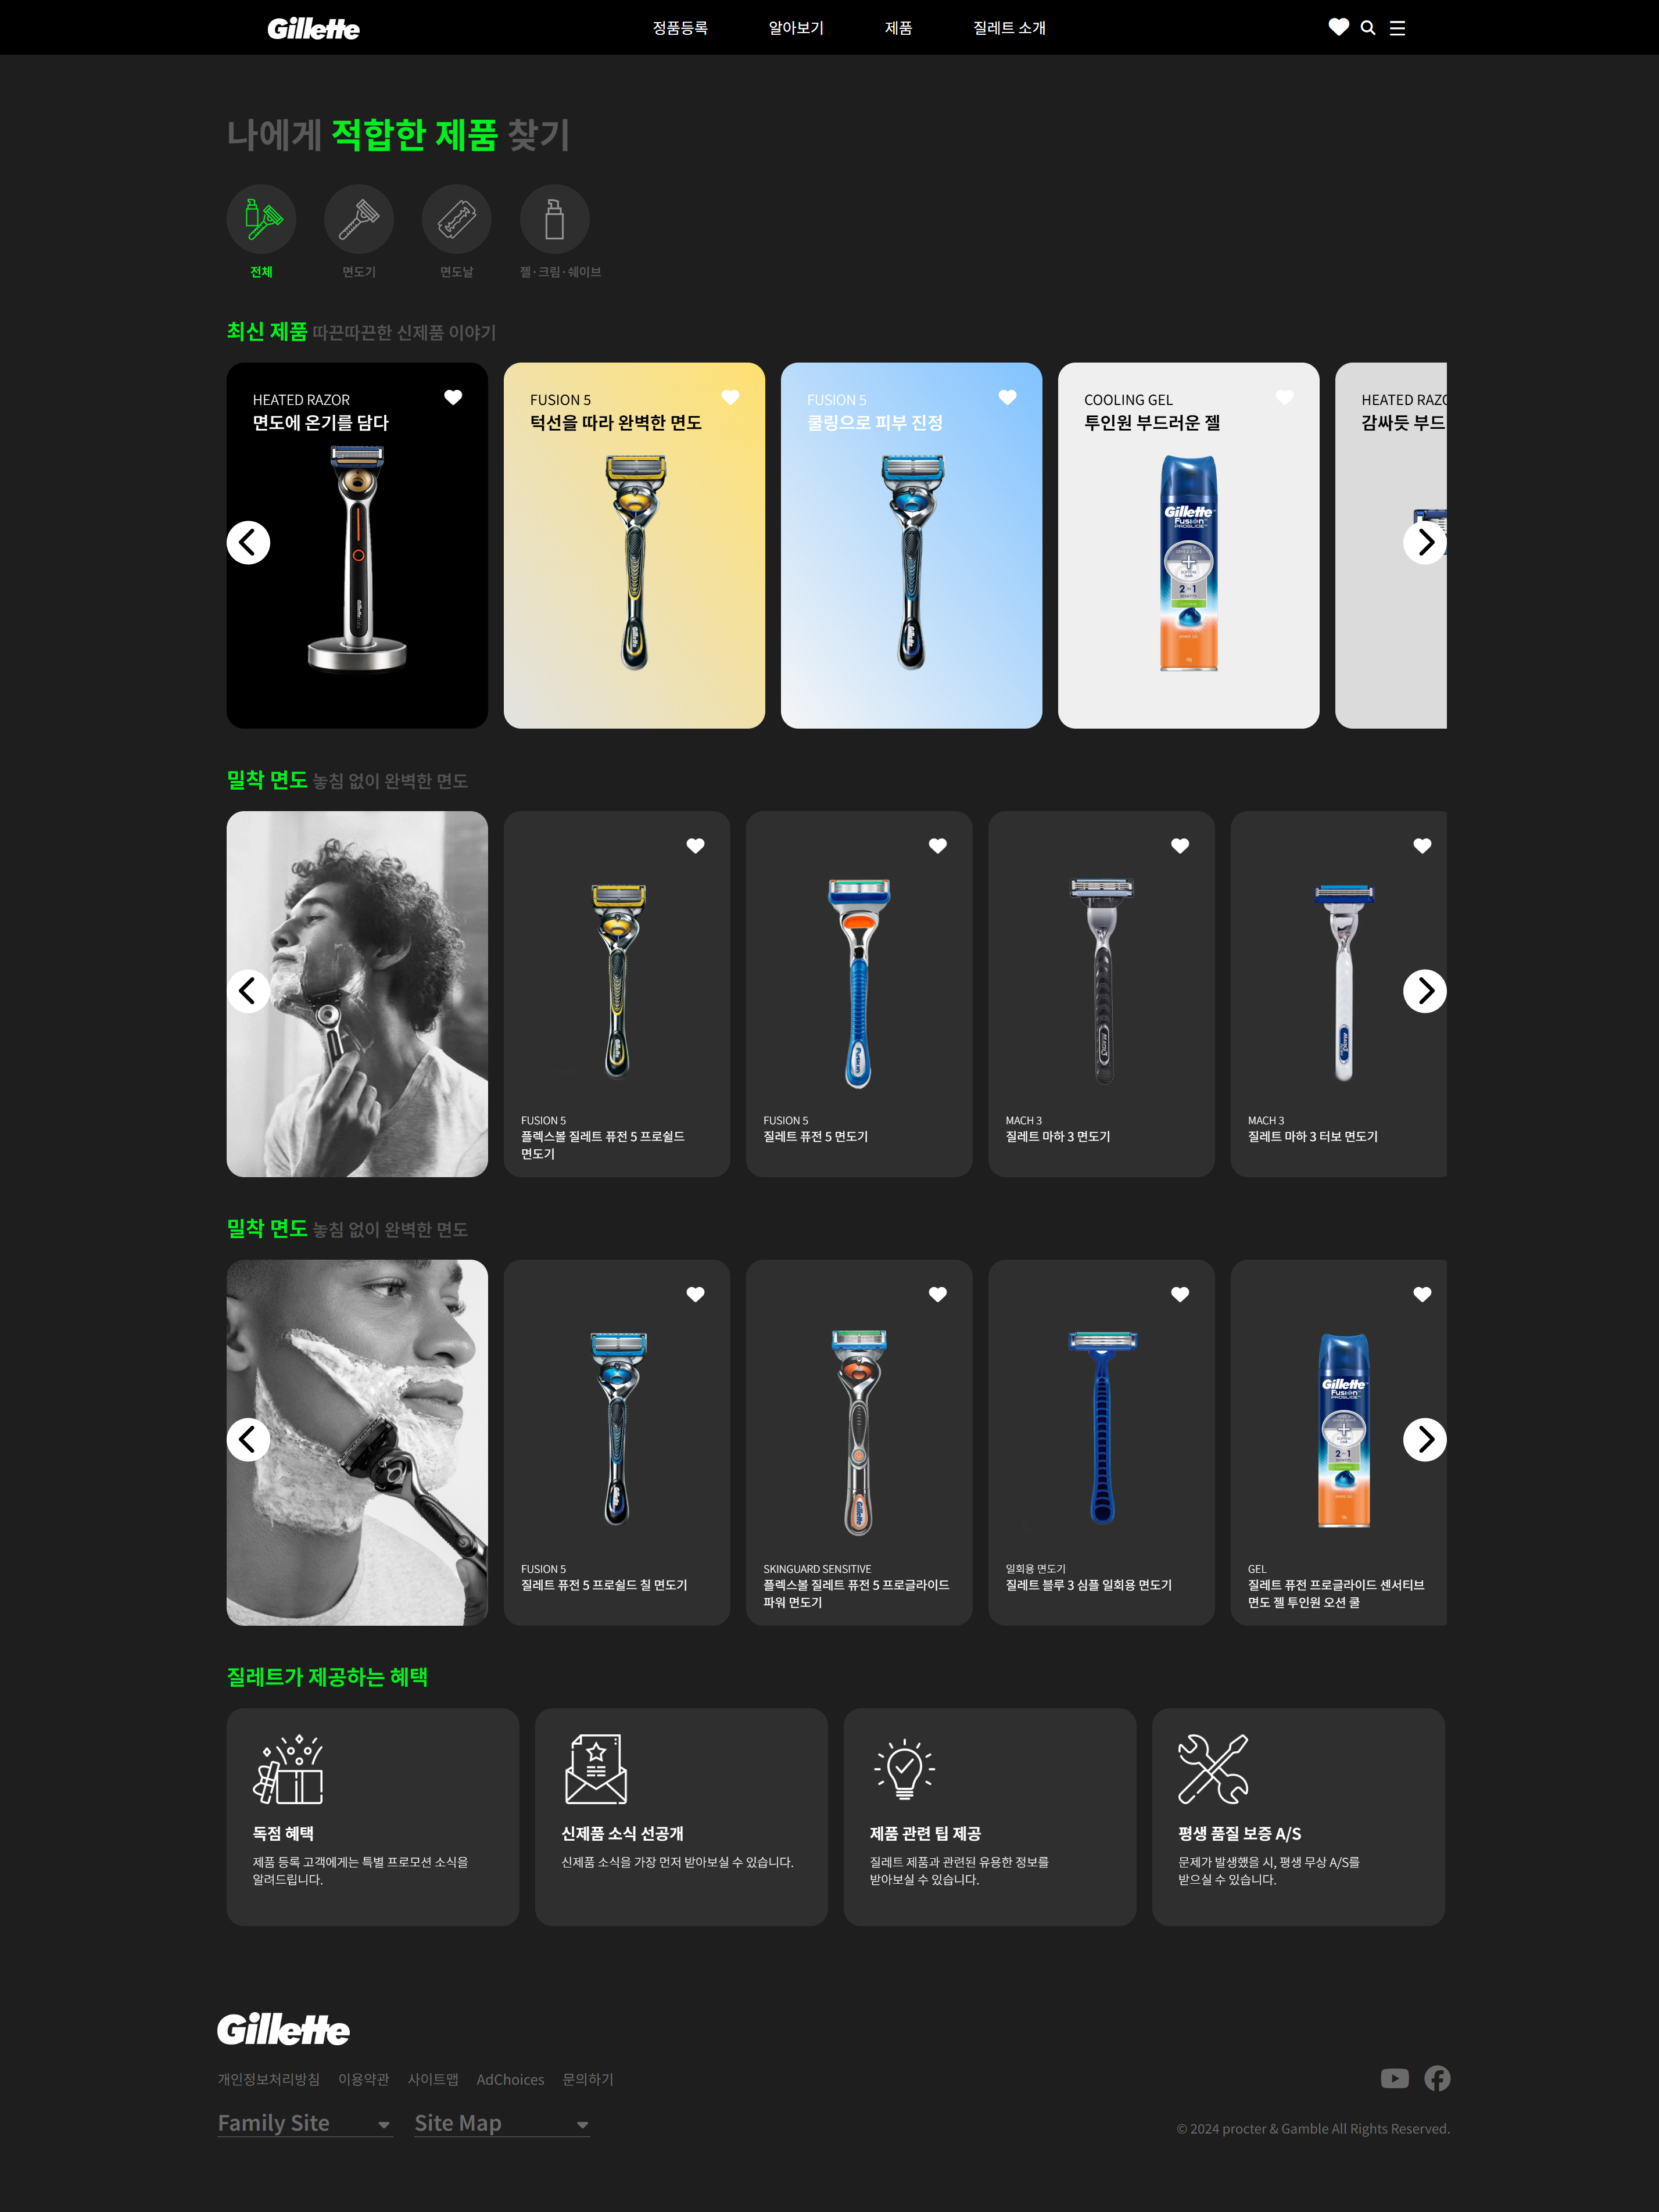 Gillette
정품등록
알아보기
제품
질레트 소개
나에게 적합한 제품 찾기
전체
면도기
면도날
젤·크림·쉐이브
최신 제품 따끈따끈한 신제품 이야기
HEATED RAZOR
면도에 온기를 담다
FUSION 5
턱선을 따라 완벽한 면도
FUSION 5
쿨링으로 피부 진정
COOLING GEL
투인원 부드러운 젤
Gillette
Fusion
PROGLIDE
2 in 1
HEATED RAZO
감싸듯 부드
밀착 면도 놓침 없이 완벽한 면도
FUSION 5
플렉스볼 질레트 퓨전 5 프로쉴드
면도기
FUSION 5
질레트 퓨전 5 면도기
MACH 3
질레트 마하 3 면도기
MACH 3
질레트 마하 3 터보 면도기
밀착 면도 놓침 없이 완벽한 면도
FUSION 5
질레트 퓨전 5 프로쉴드 칠 면도기
SKINGUARD SENSITIVE
플렉스볼 질레트 퓨전 5 프로글라이드
파워 면도기
일회용 면도기
질레트 블루 3 심플 일회용 면도기
Gillette
Fusion
PROGLIDE
2 in 1
GEL
질레트 퓨전 프로글라이드 센서티브
면도 젤 투인원 오션 쿨
질레트가 제공하는 혜택
독점 혜택
제품 등록 고객에게는 특별 프로모션 소식을
알려드립니다.
신제품 소식 선공개
신제품 소식을 가장 먼저 받아보실 수 있습니다.
제품 관련 팁 제공
질레트 제품과 관련된 유용한 정보를
받아보실 수 있습니다.
평생 품질 보증 A/S
문제가 발생했을 시, 평생 무상 A/S를
받으실 수 있습니다.
Gillette
개인정보처리방침
이용약관
사이트맵
AdChoices
문의하기
Family Site
Site Map
© 2024 procter & Gamble All Rights Reserved.